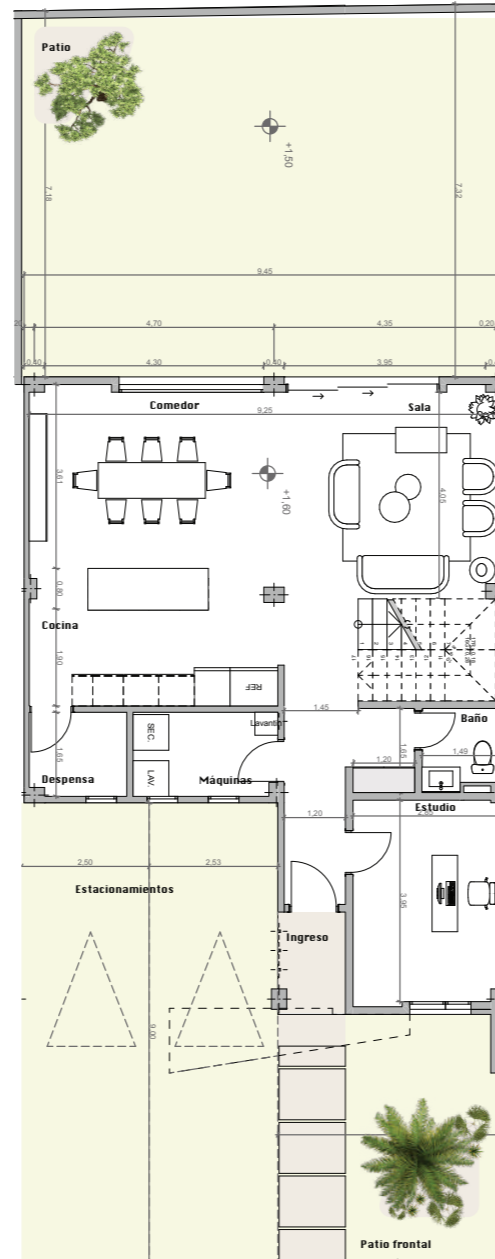 Patio
+1,50
7,18
7,32
9,45
4,70
4,35
0,20
0,40
4,30
0,40
3,95
Comedor
Sala
9,25
3,61
+1,60
4,05
0,80
Cocina
1,90
REF
1,45
SEC.
Lavantín
Baño
1,65
1,65
1,49
Despensa
LAV.
Máquinas
1,20
Estudio
2,50
2,53
1,20
Estacionamientos
3,95
Ingreso
9,00
Patio frontal